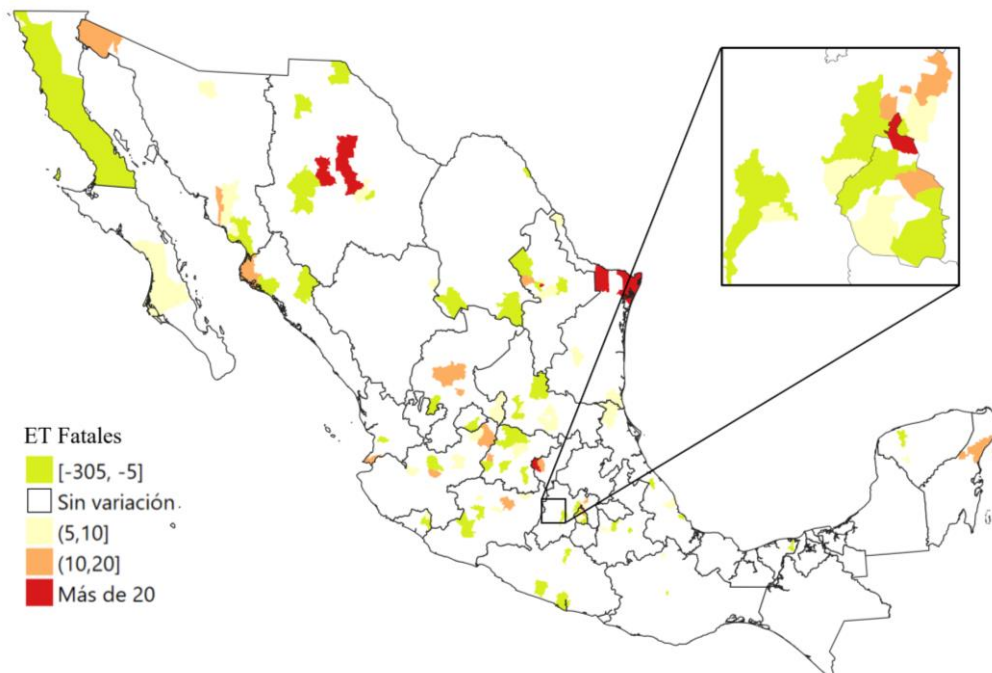 ET Fatales
[-305, -5]
Sin variación
(5,10]
(10,20]
Más de 20